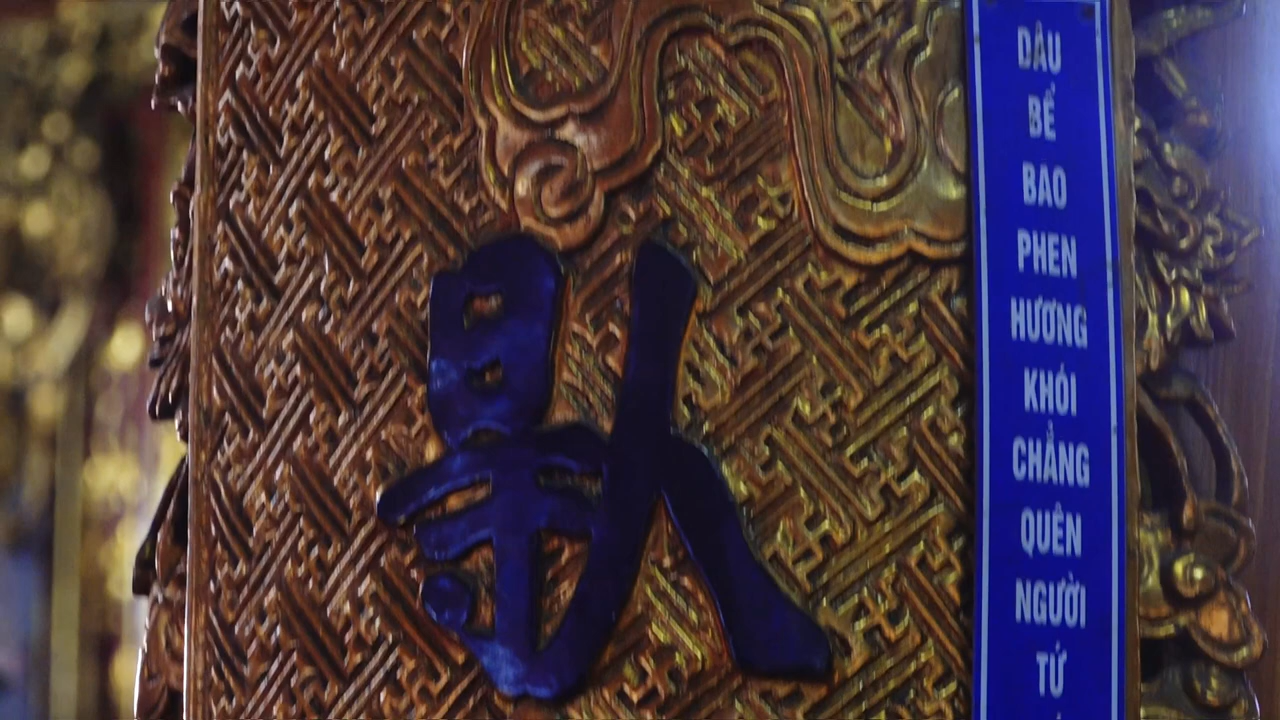 DÂU
BỂ
BAO
PHEN
HƯƠNG
KHÓI
CHẲNG
QUÊN
NGƯỜI
TỨ